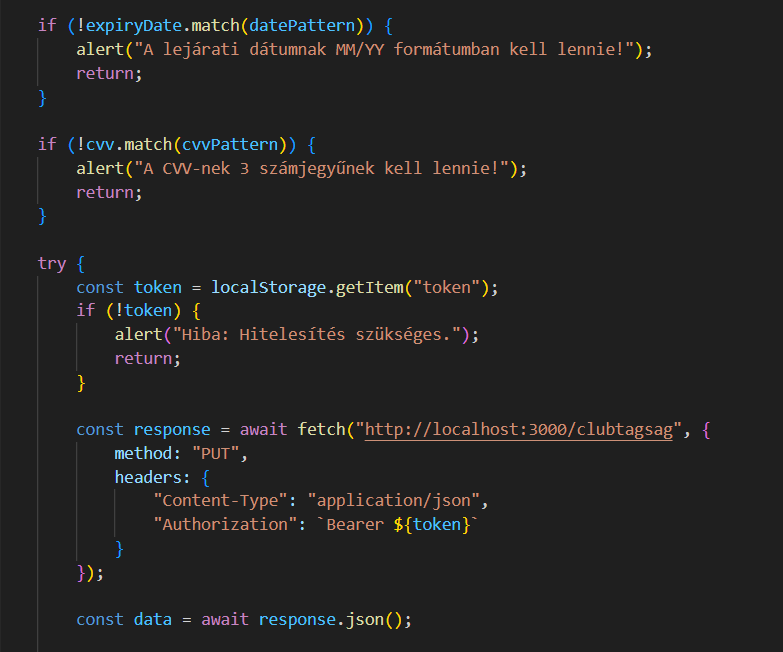 if (!expiryDate.match(datePattern)) {
alert("A lejárati dátumnak MM/YY formátumban kell lennie!");
return;
}
if (!cvv.match(cvvPattern)) {
alert("A CVV-nek 3 számjegyűnek kell lennie!");
return;
}
try {
const token = localStorage.getItem("token");
if (!token) {
alert("Hiba: Hitelesítés szükséges.");
return;
}
const response = await fetch("http://localhost:3000/clubtagsag", {
method: "PUT",
headers: {
"Content-Type": "application/json",
"Authorization": `Bearer ${token}`
}
});
const data = await response.json();